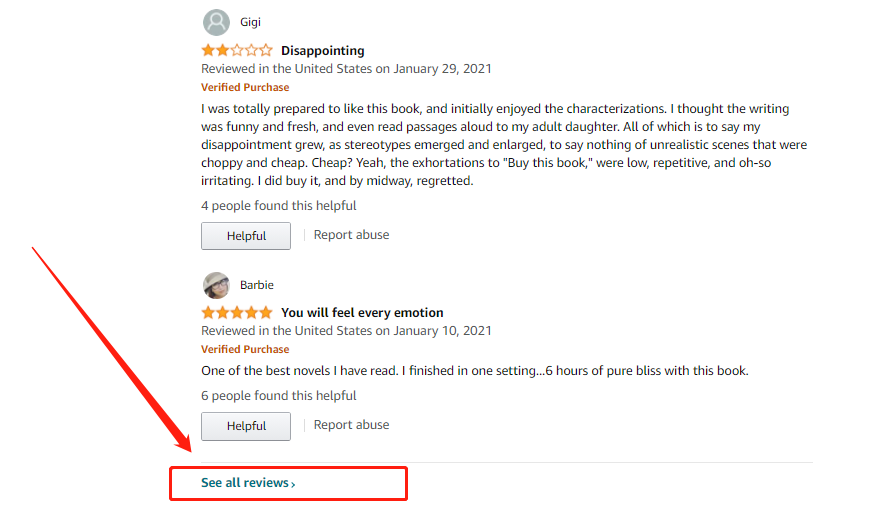 Gigi
Disappointing
Reviewed in the United States on January 29, 2021
Verified Purchase
I was totally prepared to like this book, and initially enjoyed the characterizations. I thought the writing
was funny and fresh, and even read passages aloud to my adult daughter. All of which is to say my
disappointment grew, as stereotypes emerged and enlarged, to say nothing of unrealistic scenes that were
choppy and cheap. Cheap? Yeah, the exhortations to "Buy this book," were low, repetitive, and oh-so
irritating. I did buy it, and by midway, regretted.
4 people found this helpful
Helpful
Report abuse
Barbie
You will feel every emotion
Reviewed in the United States on January 10, 2021
Verified Purchase
One of the best novels I have read. I finished in one setting...6 hours of pure bliss with this book.
6 people found this helpful
Helpful
Report abuse
See all reviews ›